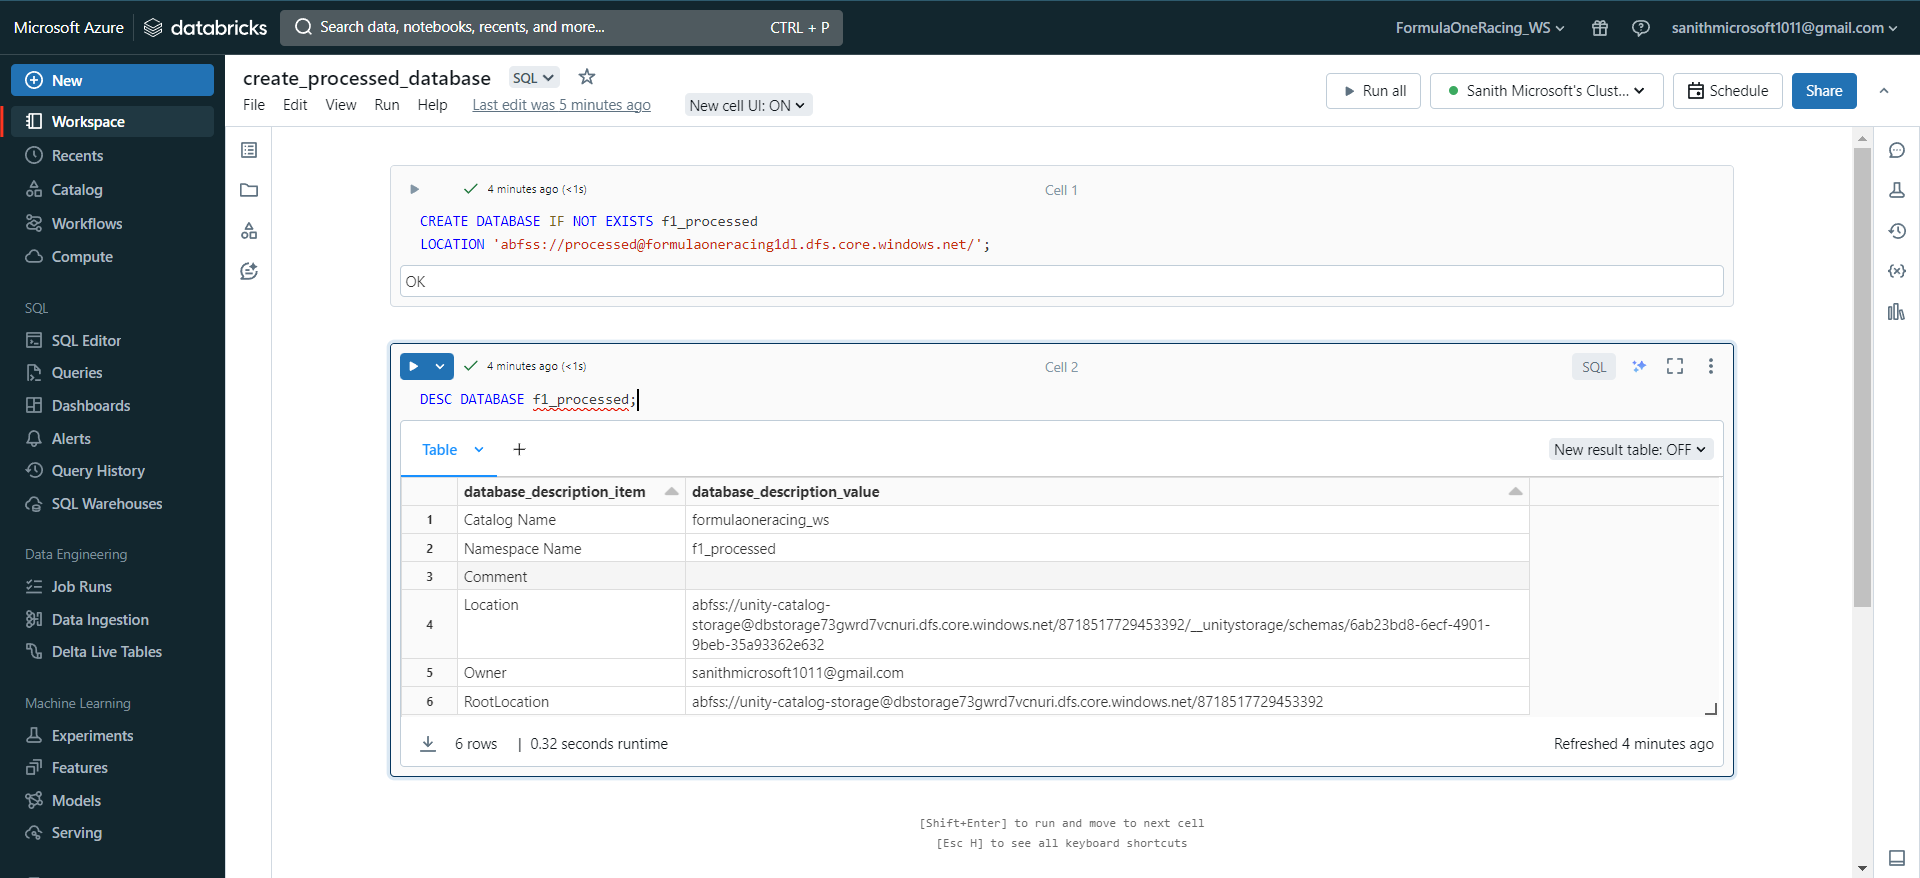 Microsoft Azure databricks Search data, notebooks, recents, and more... CTRL + P FormulaOneRacing_WS sanithmicrosoft1011@gmail.com
New
Workspace
Recents
Catalog
Workflows
Compute
SQL
SQL Editor
Queries
Dashboards
Alerts
Query History
SQL Warehouses
Data Engineering
Job Runs
Data Ingestion
Delta Live Tables
Machine Learning
Experiments
Features
Models
Serving
create_processed_database SQL
File Edit View Run Help Last edit was 5 minutes ago New cell UI: ON
Run all Sanith Microsoft's Clust... Schedule Share
4 minutes ago (<1s) Cell 1
CREATE DATABASE IF NOT EXISTS f1_processed
LOCATION 'abfss://processed@formulaoneracing1dl.dfs.core.windows.net/';
OK
4 minutes ago (<1s) Cell 2 SQL
DESC DATABASE f1_processed;
Table + New result table: OFF
database_description_item database_description_value
1 Catalog Name formulaoneracing_ws
2 Namespace Name f1_processed
3 Comment
4 Location abfss://unity-catalog-
storage@dbstorage73gwrd7vcnuri.dfs.core.windows.net/8718517729453392/__unitystorage/schemas/6ab23bd8-6ecf-4901-
9beb-35a93362e632
5 Owner sanithmicrosoft1011@gmail.com
6 RootLocation abfss://unity-catalog-storage@dbstorage73gwrd7vcnuri.dfs.core.windows.net/8718517729453392
6 rows | 0.32 seconds runtime Refreshed 4 minutes ago
[Shift+Enter] to run and move to next cell
[Esc H] to see all keyboard shortcuts